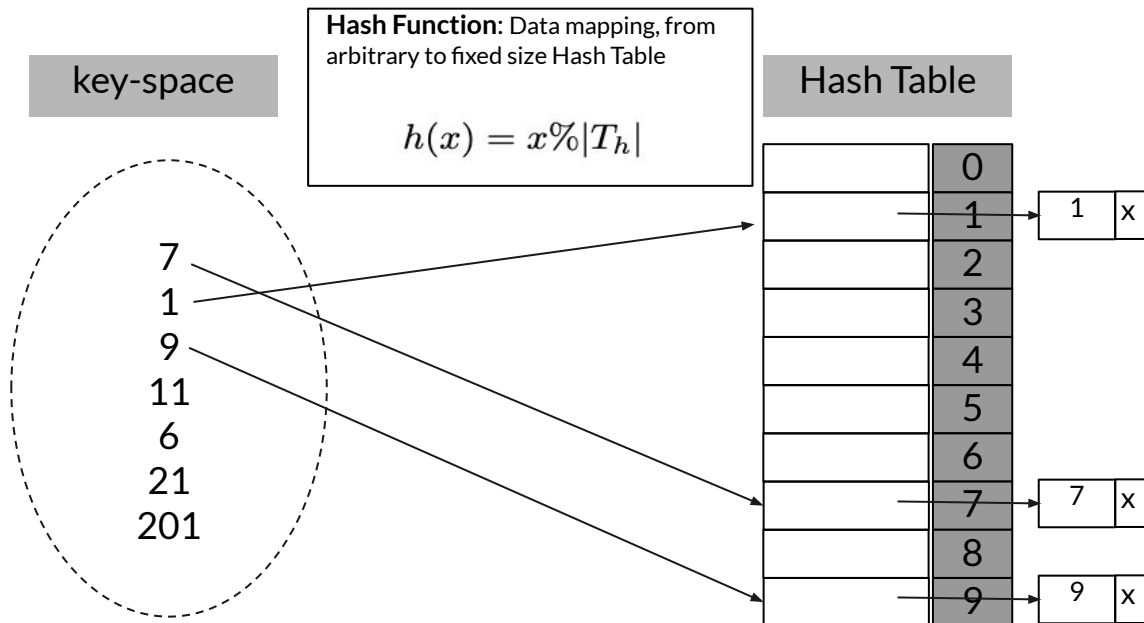 Hash Function: Data mapping, from
arbitrary to fixed size Hash Table
h(x) = x%|T_h|
key-space
7
1
9
11
6
21
201
Hash Table
0
1
2
3
4
5
6
7
8
9
1 x
7 x
9 x